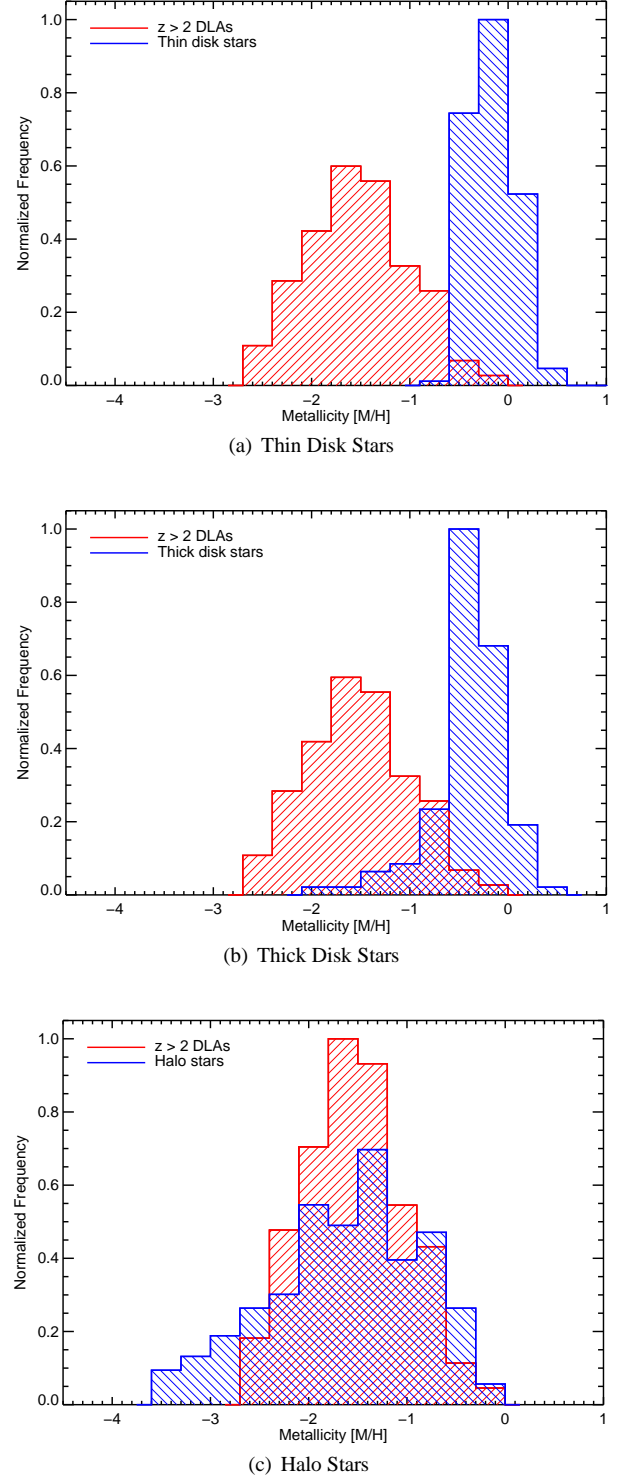 z > 2 DLAs
Thin disk stars
Normalized Frequency
1.0
0.8
0.6
0.4
0.2
0.0
−4 −3 −2 −1 0 1
Metallicity [M/H]
(a) Thin Disk Stars
z > 2 DLAs
Thick disk stars
Normalized Frequency
1.0
0.8
0.6
0.4
0.2
0.0
−4 −3 −2 −1 0 1
Metallicity [M/H]
(b) Thick Disk Stars
z > 2 DLAs
Halo stars
Normalized Frequency
1.0
0.8
0.6
0.4
0.2
0.0
−4 −3 −2 −1 0 1
Metallicity [M/H]
(c) Halo Stars